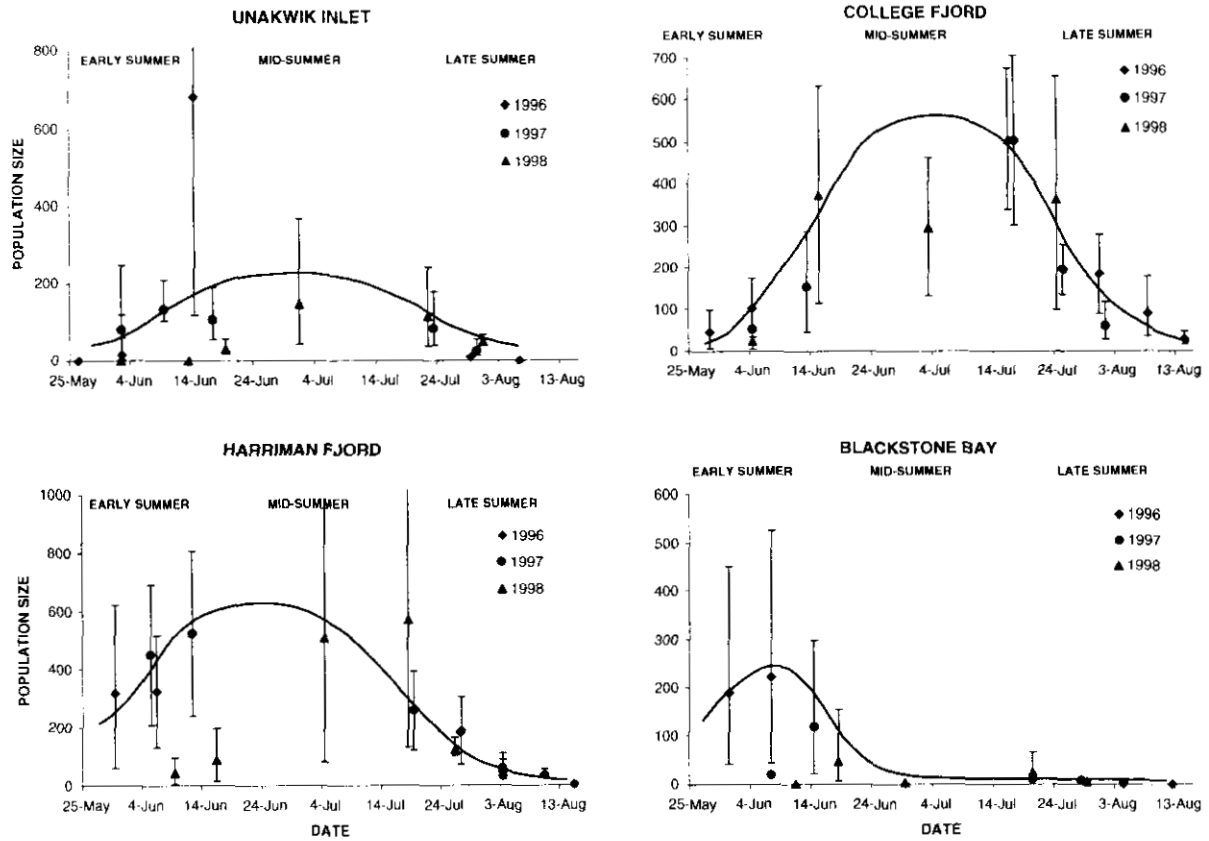 UNAKWIK INLET
EARLY SUMMER MID-SUMMER LATE SUMMER
1996
1997
1998
POPULATION SIZE
800
600
400
200
0
25-May 4-Jun 14-Jun 24-Jun 4-Jul 14-Jul 24-Jul 3-Aug 13-Aug
COLLEGE FJORD
EARLY SUMMER MID-SUMMER LATE SUMMER
1996
1997
1998
700
600
500
400
300
200
100
0
25-May 4-Jun 14-Jun 24-Jun 4-Jul 14-Jul 24-Jul 3-Aug 13-Aug
HARRIMAN FJORD
EARLY SUMMER MID-SUMMER LATE SUMMER
1996
1997
1998
POPULATION SIZE
1000
800
600
400
200
0
25-May 4-Jun 14-Jun 24-Jun 4-Jul 14-Jul 24-Jul 3-Aug 13-Aug
DATE
BLACKSTONE BAY
EARLY SUMMER MID-SUMMER LATE SUMMER
1996
1997
1998
600
500
400
300
200
100
0
25-May 4-Jun 14-Jun 24-Jun 4-Jul 14-Jul 24-Jul 3-Aug 13-Aug
DATE